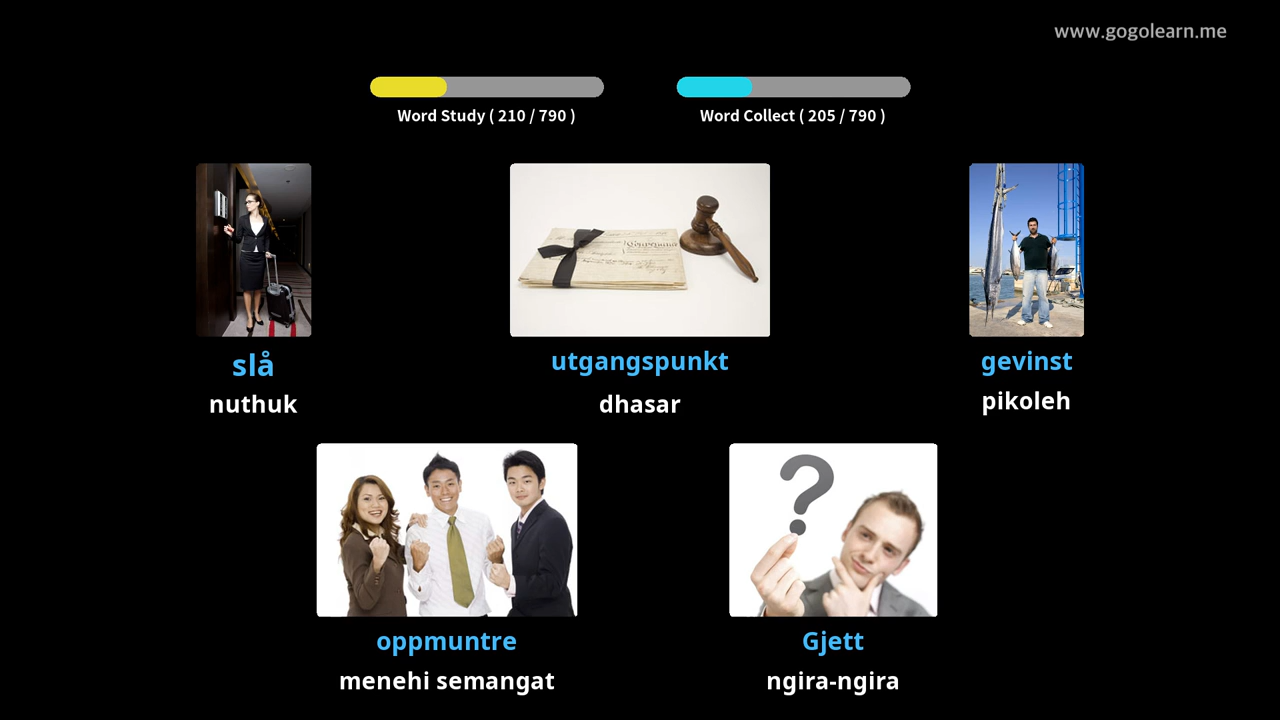 www.gogolearn.me
Word Study ( 210 / 790 )
Word Collect ( 205 / 790 )
slå
utgangspunkt
gevinst
nuthuk
dhasar
pikoleh
oppmuntre
Gjett
menehi semangat
ngira-ngira